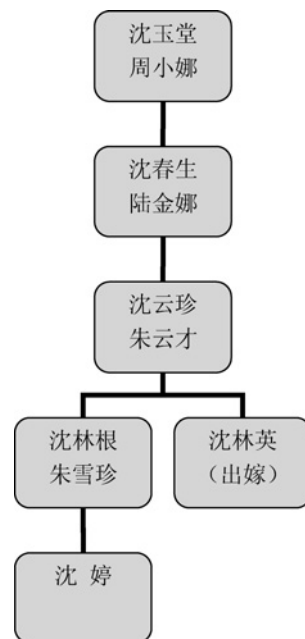 沈玉堂
周小娜
沈春生
陆金娜
沈云珍
朱云才
沈林根
朱雪珍
沈林英
（出嫁）
沈 婷